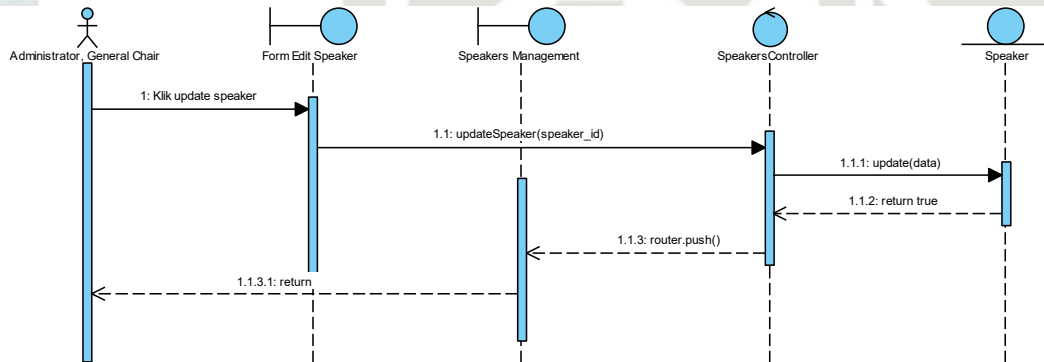 Administrator, General Chair
Form Edit Speaker
Speakers Management
SpeakersController
Speaker
1: Klik update speaker
1.1: updateSpeaker(speaker_id)
1.1.1: update(data)
1.1.2: return true
1.1.3: router.push()
1.1.3.1: return